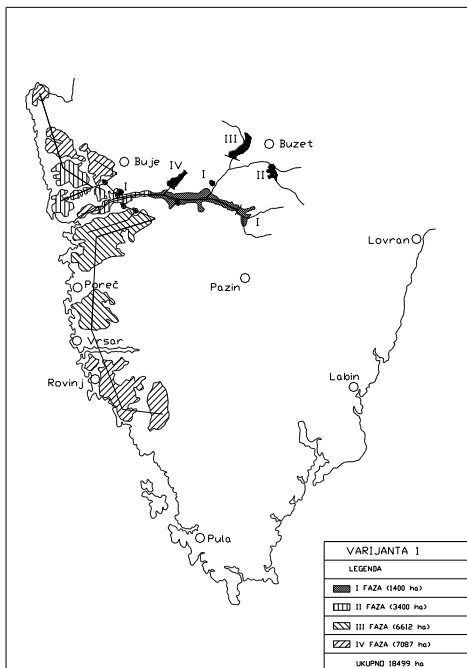 III
Buzet
Buje
IV
I
II
I
I
Lovran
Pazin
Poreč
Vrsar
Rovinj
Labin
Pula
VARIJANTA 1
LEGENDA
I FAZA (1400 ha)
II FAZA (3400 ha)
III FAZA (6612 ha)
IV FAZA (7087 ha)
UKUPNO 18499 ha